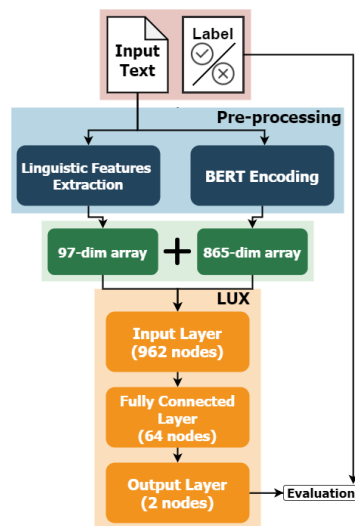 Input
Text
Label
Pre-processing
Linguistic Features
Extraction
BERT Encoding
97-dim array
+
865-dim array
LUX
Input Layer
(962 nodes)
Fully Connected
Layer
(64 nodes)
Output Layer
(2 nodes)
Evaluation